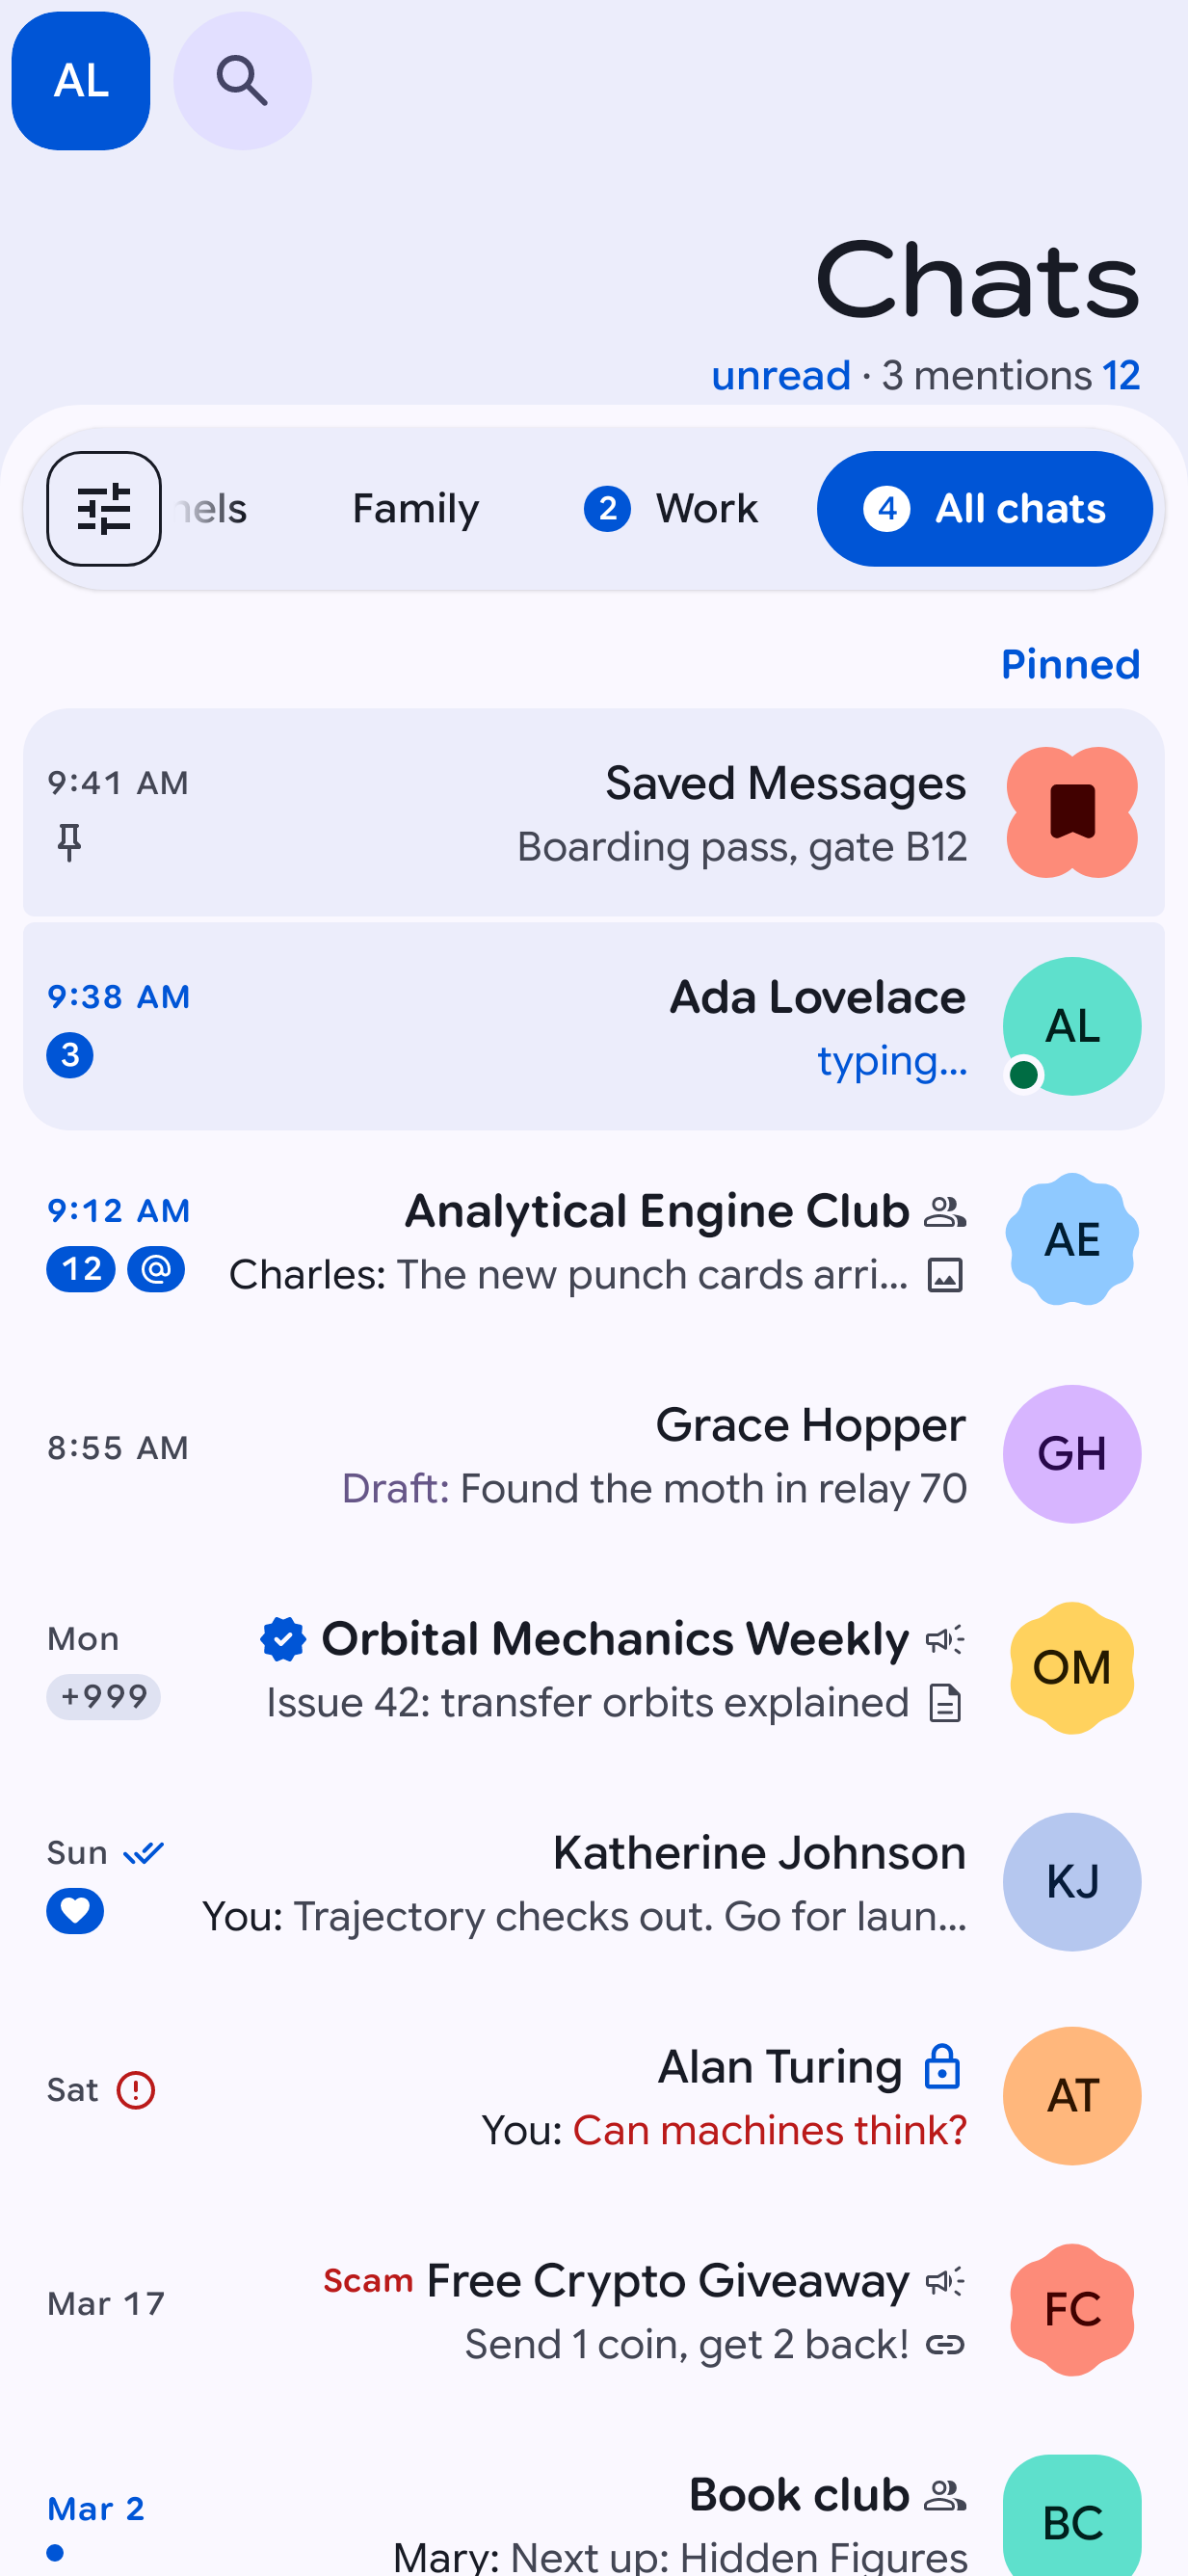 AL
Chats
unread · 3 mentions 12
nels
Family
2 Work
4 All chats
Pinned
9:41 AM
Saved Messages
Boarding pass, gate B12
9:38 AM
Ada Lovelace
AL
3
typing...
9:12 AM
Analytical Engine Club
AE
12 @
Charles: The new punch cards arri...
8:55 AM
Grace Hopper
GH
Draft: Found the moth in relay 70
Mon
Orbital Mechanics Weekly
OM
+999
Issue 42: transfer orbits explained
Sun
Katherine Johnson
KJ
You: Trajectory checks out. Go for laun...
Sat
Alan Turing
AT
You: Can machines think?
Mar 17
Scam Free Crypto Giveaway
FC
Send 1 coin, get 2 back!
Mar 2
Book club
BC
Mary: Next up: Hidden Figures